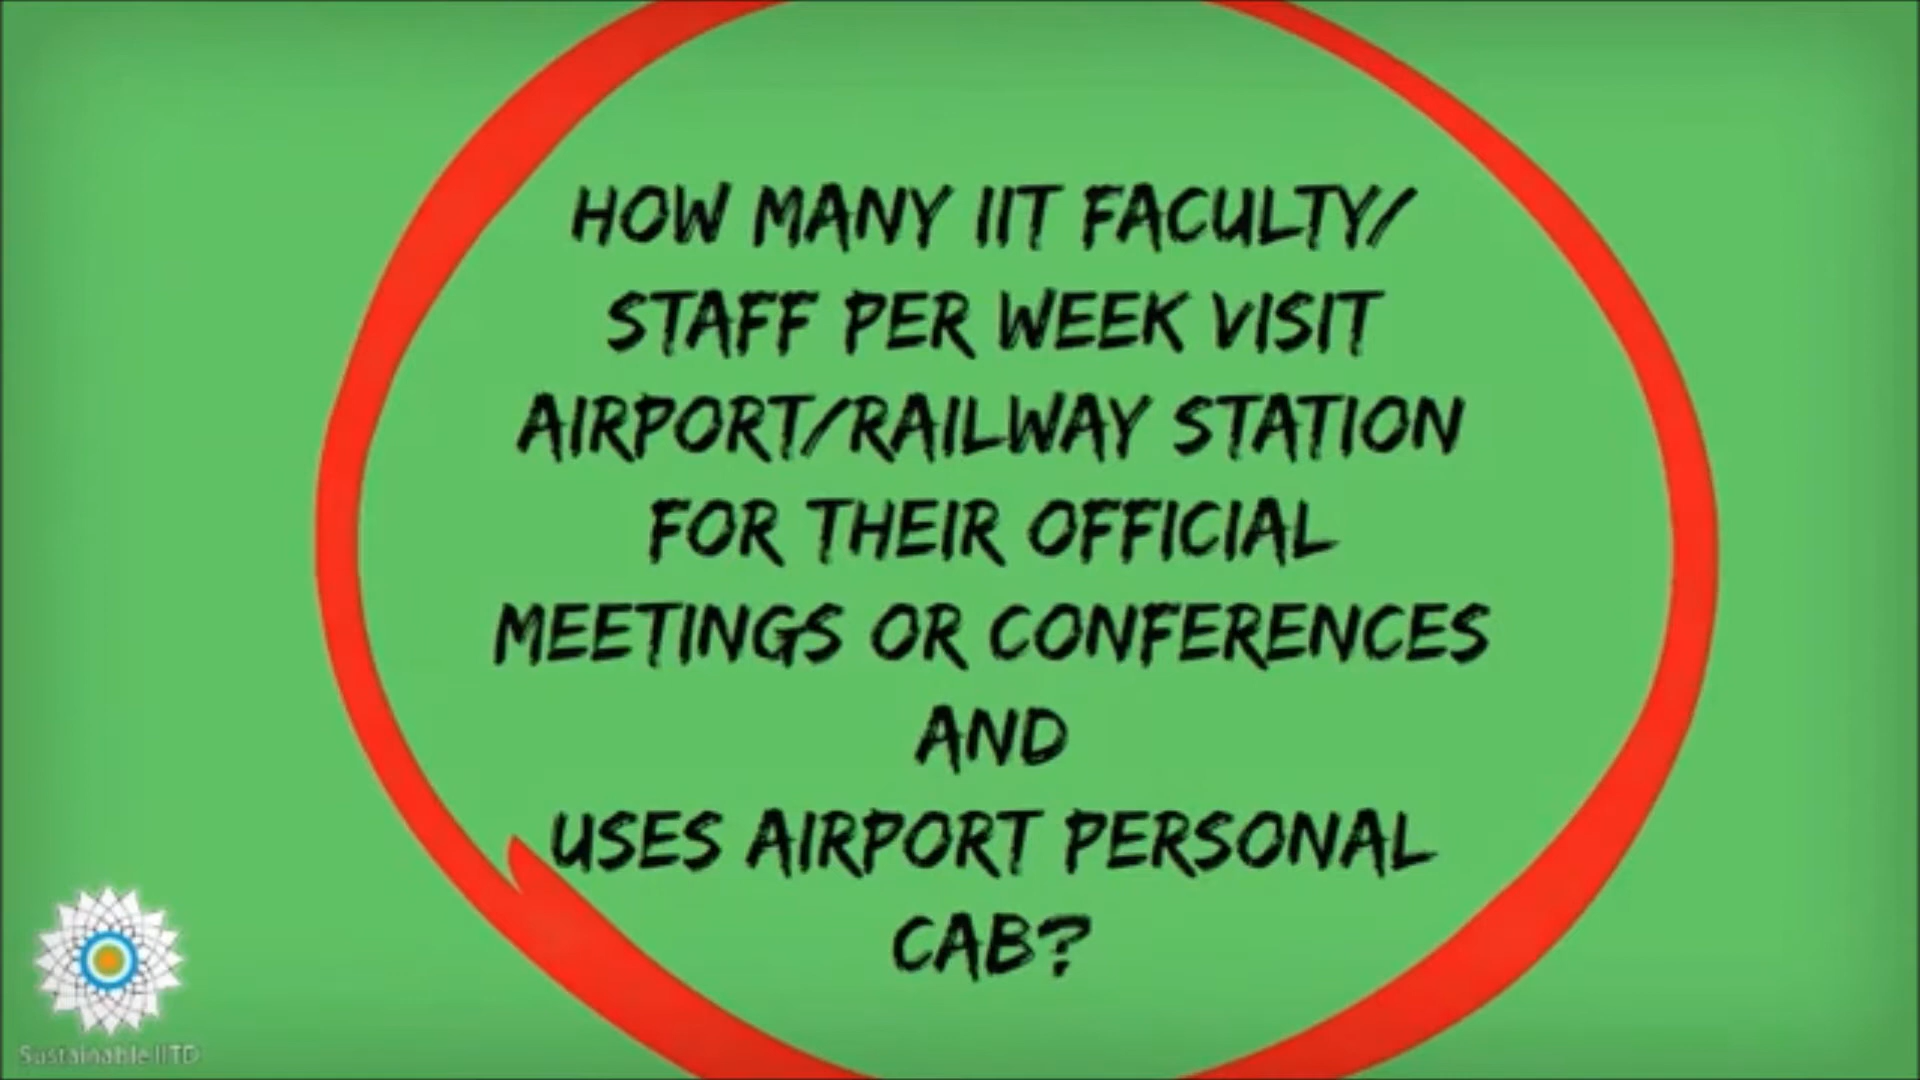 HOW MANY IIT FACULTY/
STAFF PER WEEK VISIT
AIRPORT/RAILWAY STATION
FOR THEIR OFFICIAL
MEETINGS OR CONFERENCES
AND
USES AIRPORT PERSONAL
CAB?
Sustainable IITD